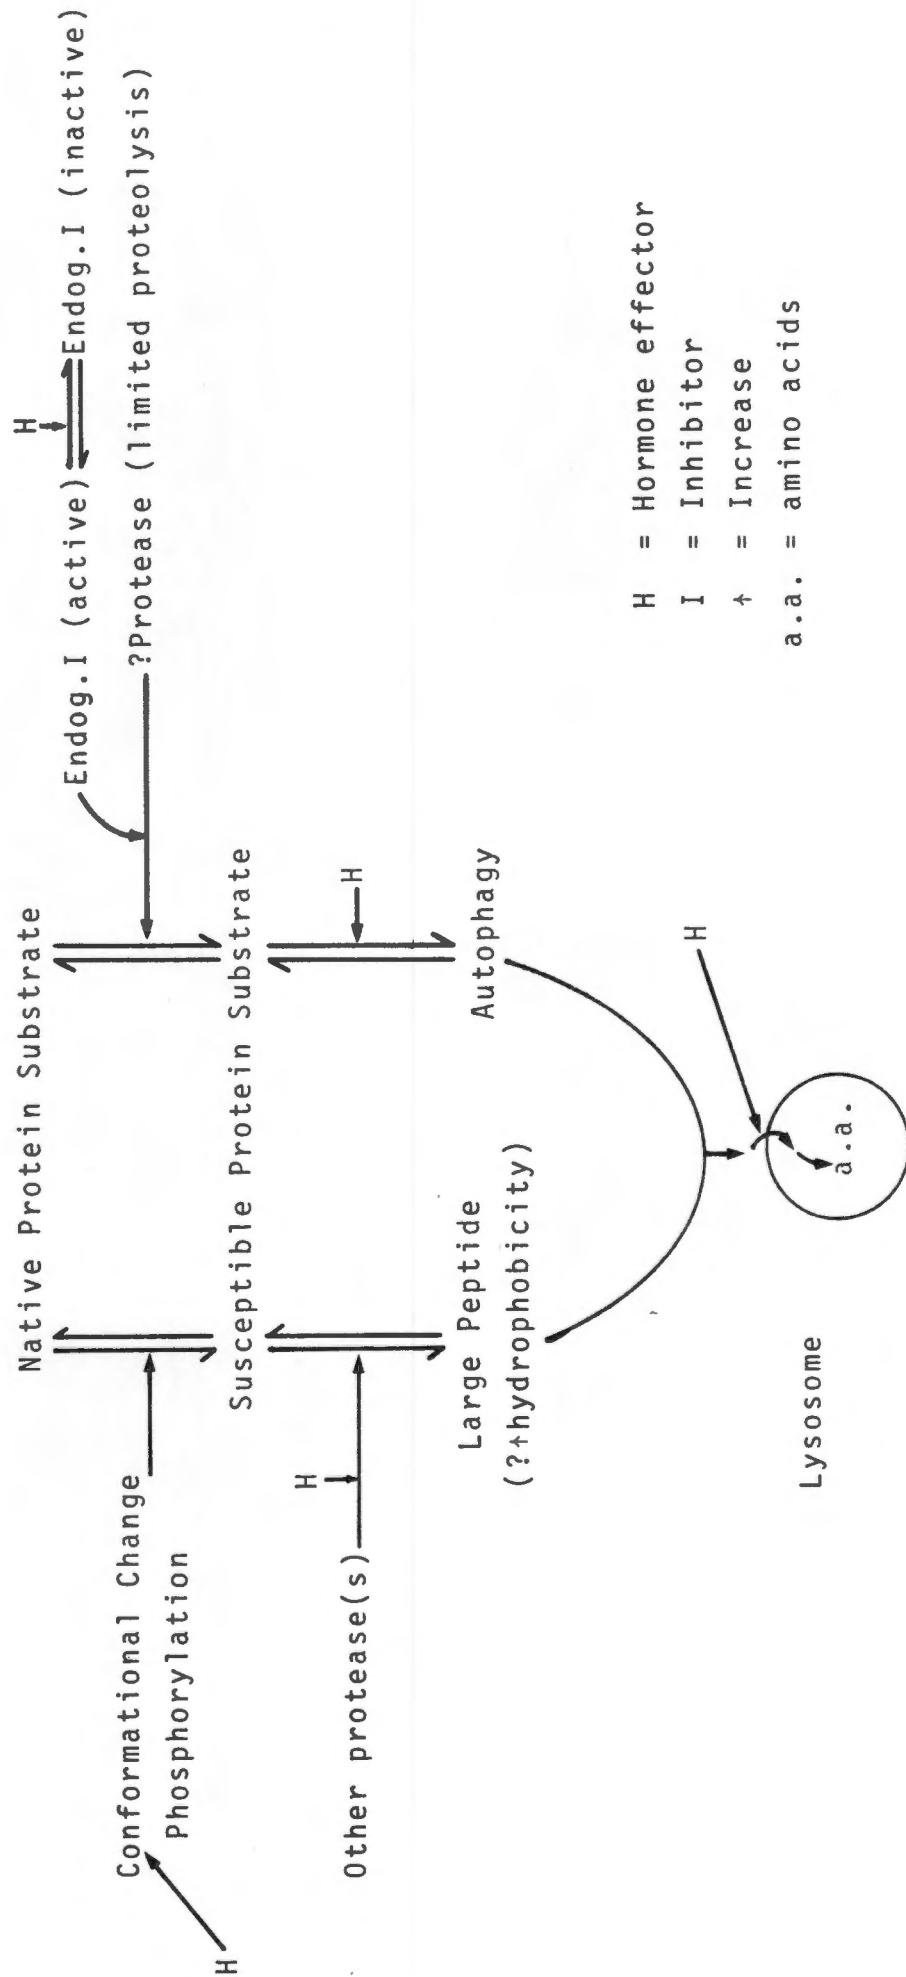 Native Protein Substrate
H
Endog.I (active)
Endog.I (inactive)
H
Conformational Change
Phosphorylation
?Protease (limited proteolysis)
Susceptible Protein Substrate
H
Other protease(s)
H
Large Peptide
(?↑hydrophobicity)
Autophagy
H
a.a.
Lysosome
H = Hormone effector
I = Inhibitor
↑ = Increase
a.a. = amino acids